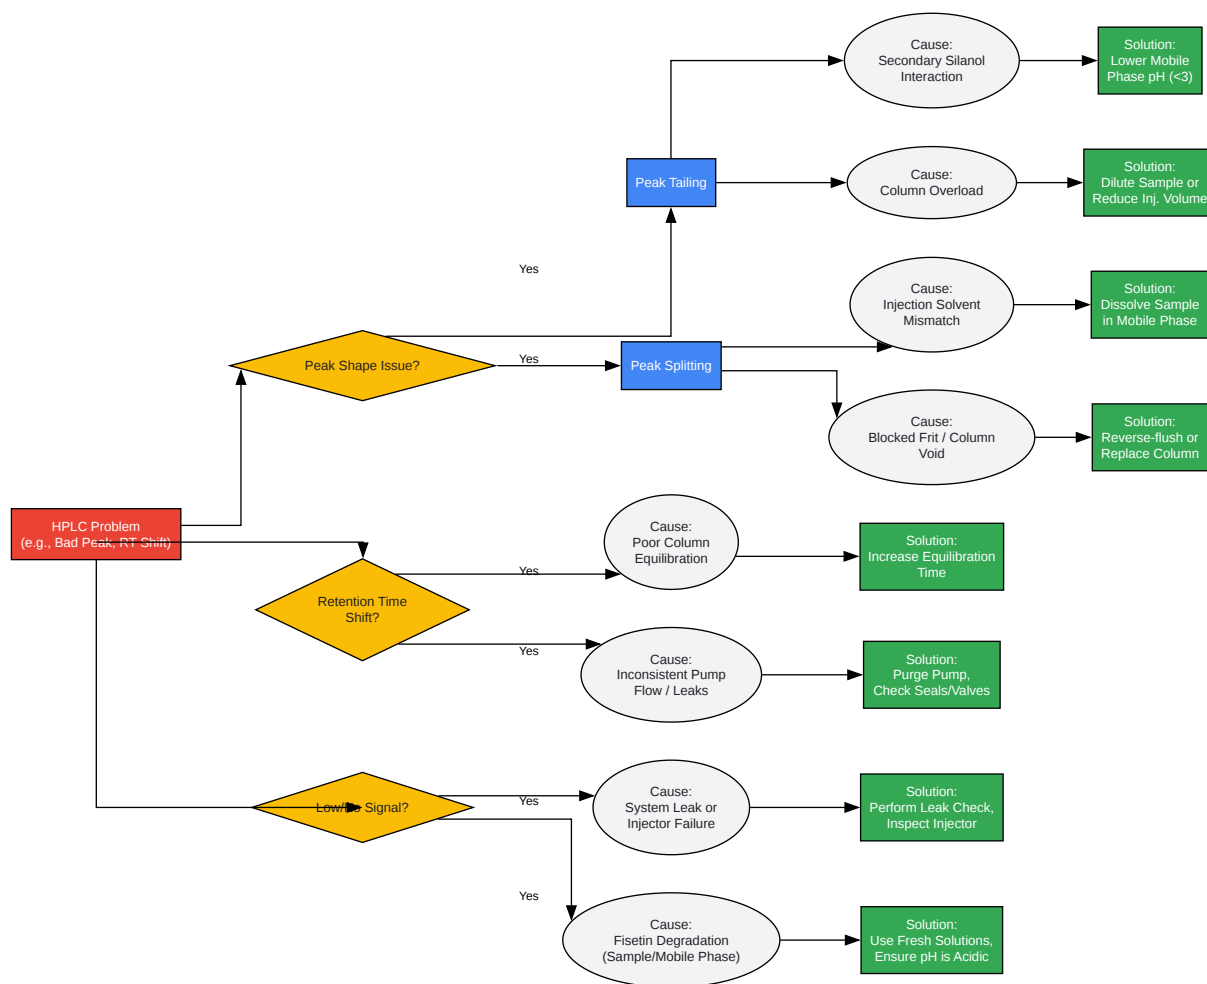 Cause:
Secondary Silanol
Interaction
Solution:
Lower Mobile
Phase pH (<3)
Peak Tailing
Cause:
Column Overload
Solution:
Dilute Sample or
Reduce Inj. Volume
Yes
Cause:
Injection Solvent
Mismatch
Solution:
Dissolve Sample
in Mobile Phase
Peak Shape Issue?
Yes
Peak Splitting
Cause:
Blocked Frit / Column
Void
Solution:
Reverse-flush or
Replace Column
HPLC Problem
(e.g., Bad Peak, RT Shift)
Cause:
Poor Column
Equilibration
Solution:
Increase Equilibration
Time
Yes
Retention Time
Shift?
Yes
Cause:
Inconsistent Pump
Flow / Leaks
Solution:
Purge Pump,
Check Seals/Valves
Low/No Signal?
Yes
Cause:
System Leak or
Injector Failure
Solution:
Perform Leak Check,
Inspect Injector
Yes
Cause:
Fisetin Degradation
(Sample/Mobile Phase)
Solution:
Use Fresh Solutions,
Ensure pH is Acidic